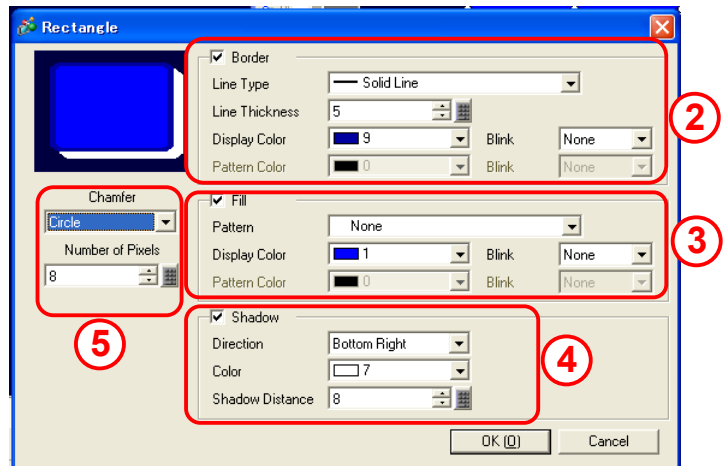 Rectangle
Border
Line Type Solid Line
Line Thickness 5
Display Color 9 Blink None
Pattern Color 0 Blink None
2
Chamfer
Circle
Number of Pixels
8
5
Fill
Pattern None
Display Color 1 Blink None
Pattern Color 0 Blink None
3
Shadow
Direction Bottom Right
Color 7
Shadow Distance 8
4
OK (O) Cancel